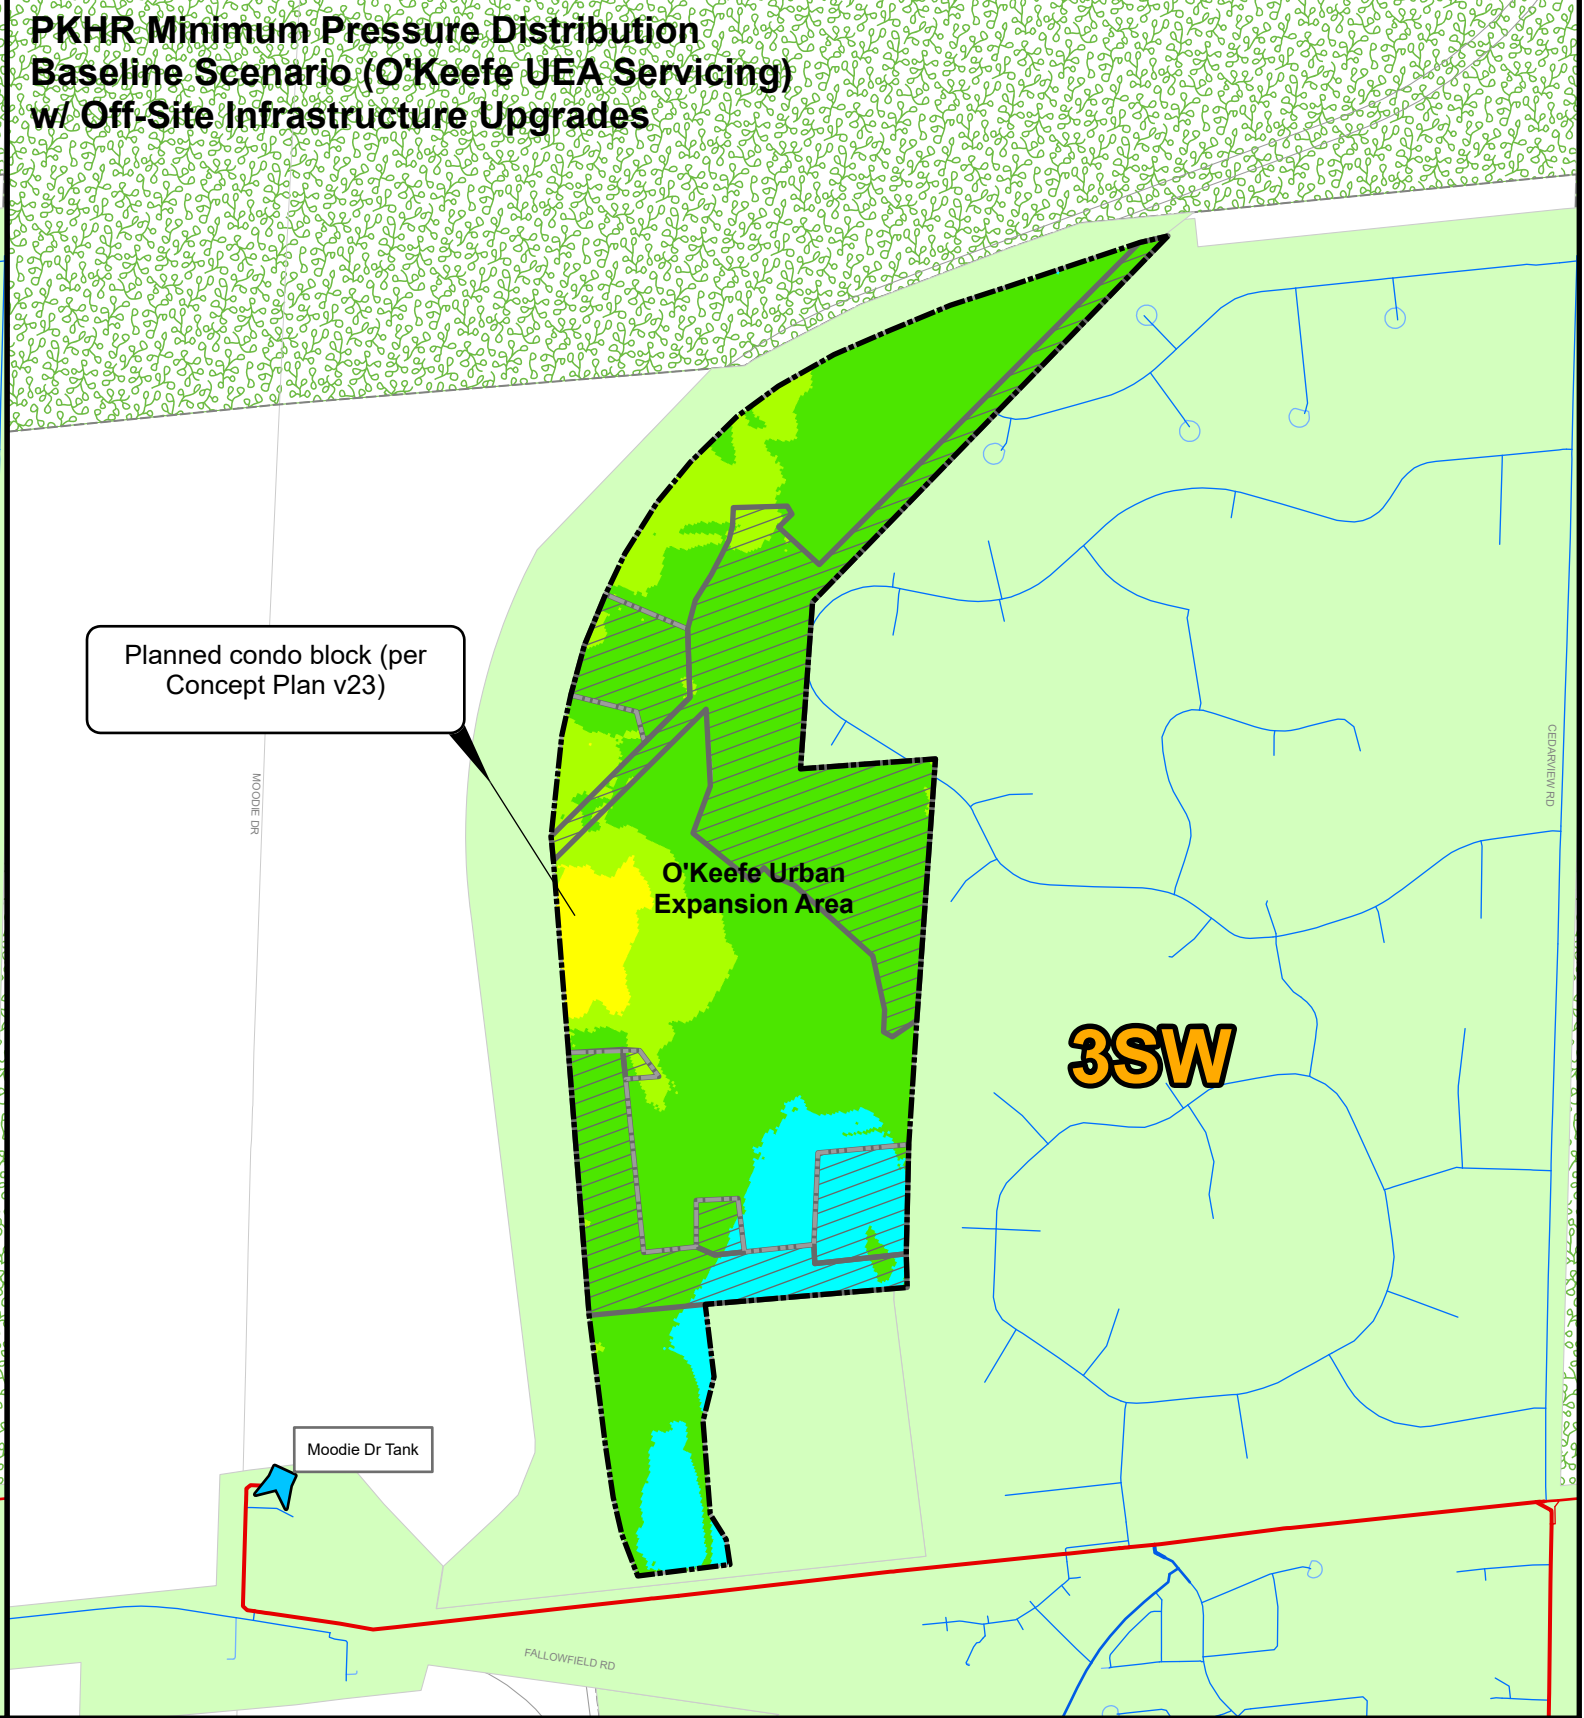 PKHR Minimum Pressure Distribution
Baseline Scenario (O'Keefe UEA Servicing)
w/ Off-Site Infrastructure Upgrades
Planned condo block (per
Concept Plan v23)
MOODIE DR
CEDARVIEW RD
O'Keefe Urban
Expansion Area
3SW
Moodie Dr Tank
FALLOWFIELD RD